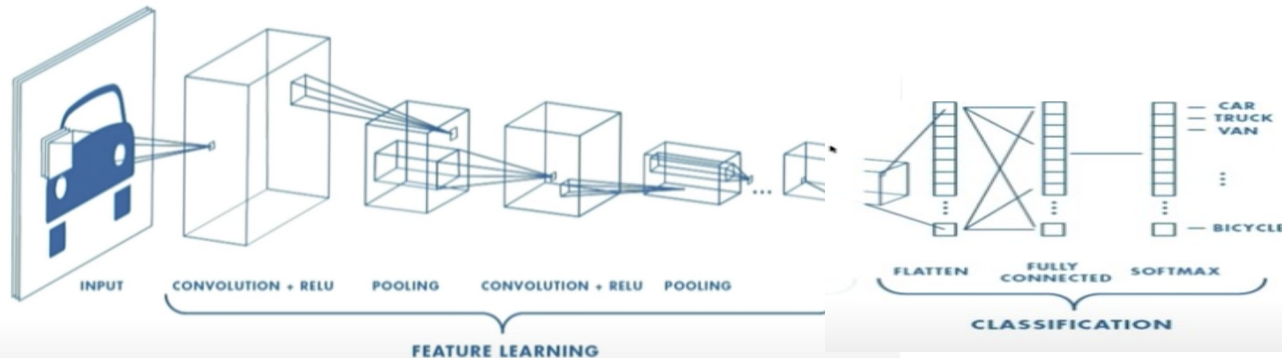 CAR
TRUCK
VAN
BICYCLE
INPUT
CONVOLUTION + RELU
POOLING
CONVOLUTION + RELU
POOLING
FLATTEN
FULLY
CONNECTED
SOFTMAX
FEATURE LEARNING
CLASSIFICATION